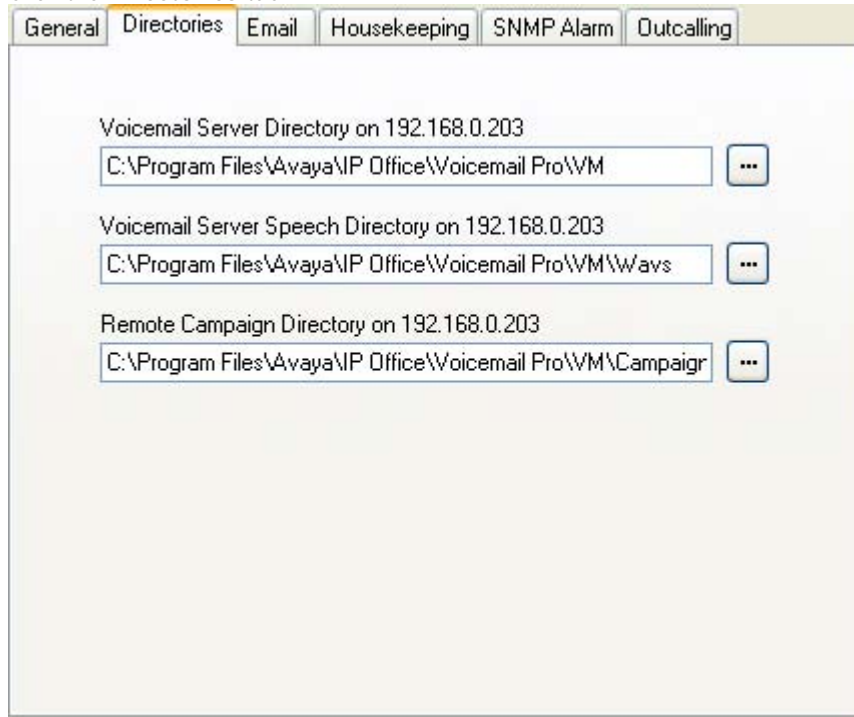 General Directories Email Housekeeping SNMP Alarm Outcalling
Voicemail Server Directory on 192.168.0.203
C:\Program Files\Avaya\IP Office\Voicemail Pro\VM
...
Voicemail Server Speech Directory on 192.168.0.203
C:\Program Files\Avaya\IP Office\Voicemail Pro\VM\Wavs
...
Remote Campaign Directory on 192.168.0.203
C:\Program Files\Avaya\IP Office\Voicemail Pro\VM\Campaign
...